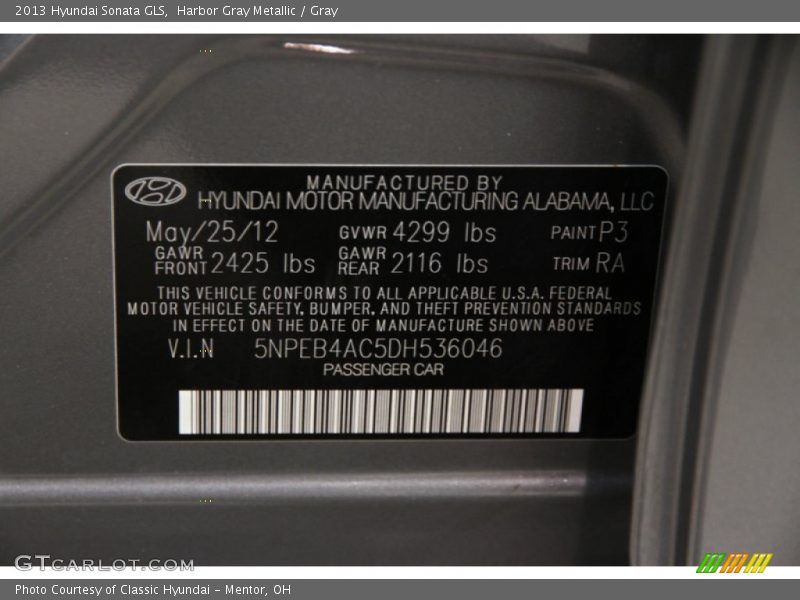 2013 Hyundai Sonata GLS,  Harbor Gray Metallic / Gray
MANUFACTURED BY
HYUNDAI MOTOR MANUFACTURING ALABAMA, LLC
May/25/12 GVWR 4299 lbs PAINT P3
GAWR FRONT 2425 lbs GAWR REAR 2116 lbs TRIM RA
THIS VEHICLE CONFORMS TO ALL APPLICABLE U.S.A. FEDERAL
MOTOR VEHICLE SAFETY, BUMPER, AND THEFT PREVENTION STANDARDS
IN EFFECT ON THE DATE OF MANUFACTURE SHOWN ABOVE
V.I.N 5NPEB4AC5DH536046
PASSENGER CAR
GTCARLOT.COM
Photo Courtesy of Classic Hyundai - Mentor, OH